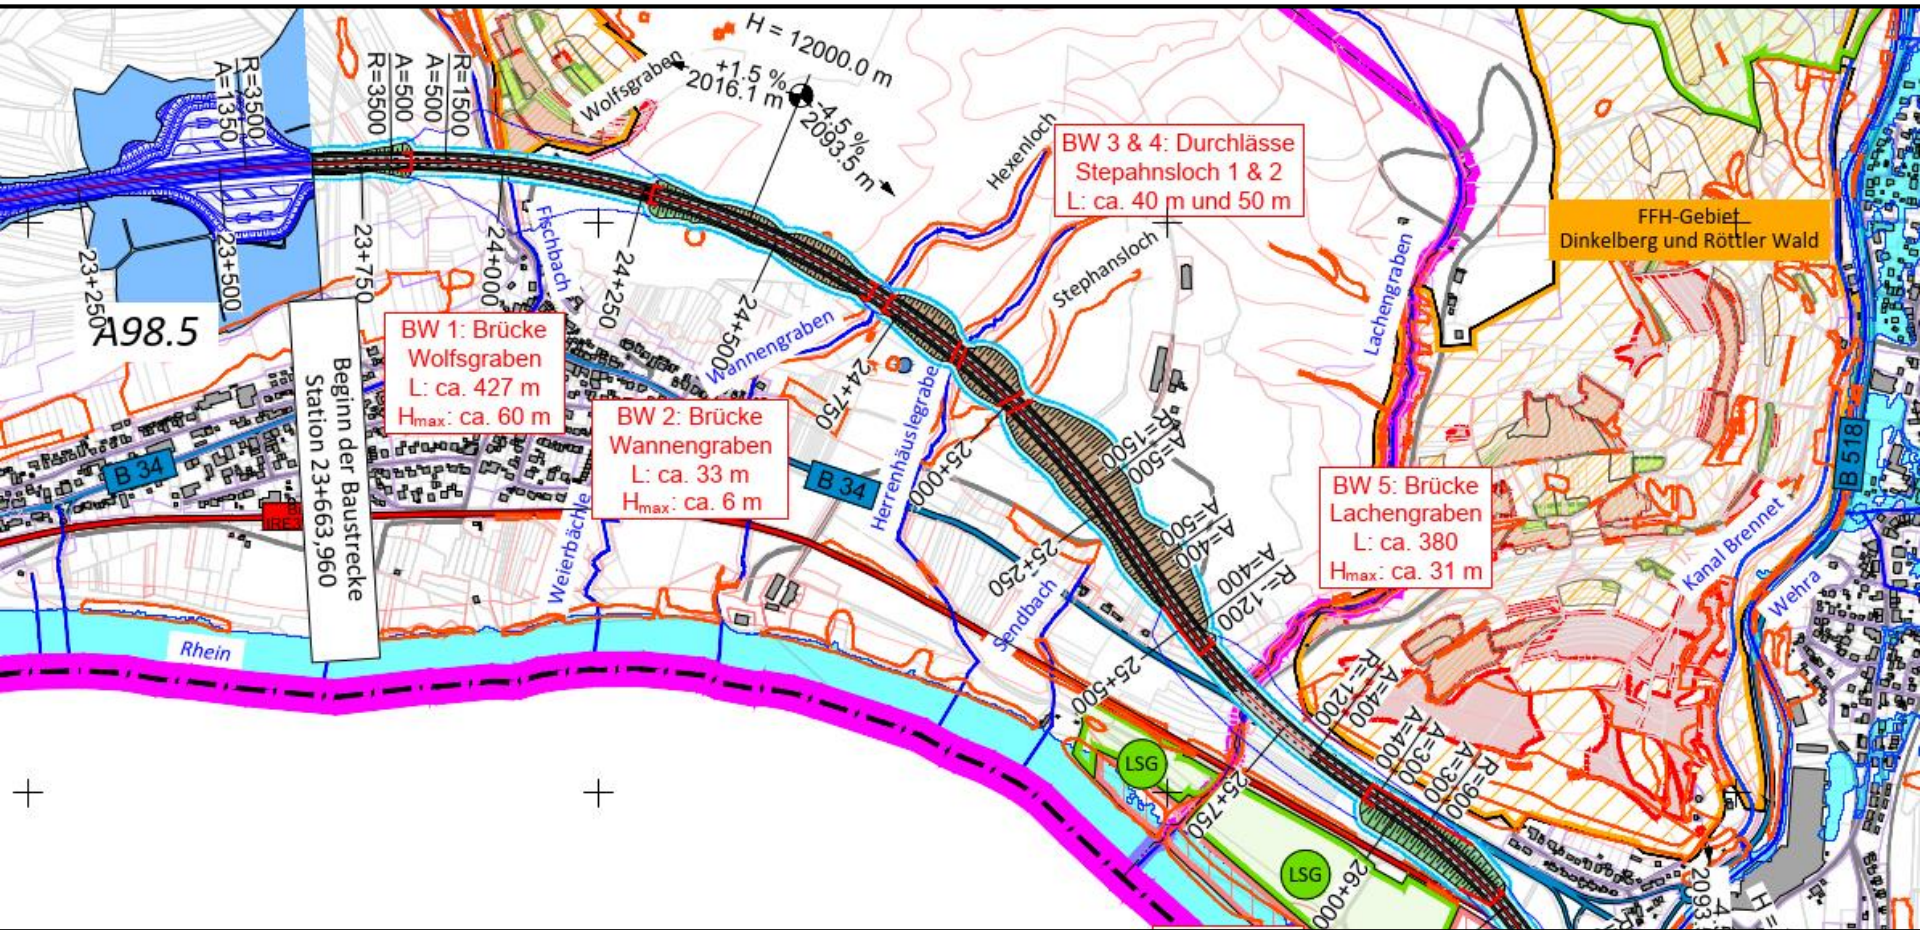 H = 12000.0 m
+1.5 %
2016.1 m
-4.5 %
2093.5 m
Wolfsgraben
R=3500
A=1350
A=500
R=3500
R=1500
A=500
Hexenloch
BW 3 & 4: Durchlässe
Stepahnsloch 1 & 2
L: ca. 40 m und 50 m
FFH-Gebiet
Dinkelberg und Röttler Wald
Fischbach
Stephansloch
Lachengraben
23+250
23+500
23+750
24+000
24+250
24+500
24+750
25+000
25+250
25+500
25+750
26+000
A98.5
Beginn der Baustrecke
Station 23+663,960
BW 1: Brücke
Wolfsgraben
L: ca. 427 m
Hmax: ca. 60 m
Wannengraben
BW 2: Brücke
Wannengraben
L: ca. 33 m
Hmax: ca. 6 m
Herrenhäuslegraben
B 34
B 34
B 518
A=500
R=1500
A=400
A=500
R=-1200
A=400
BW 5: Brücke
Lachengraben
L: ca. 380
Hmax: ca. 31 m
Weierbächle
Sendbach
Kanal Brennet
Wehra
Rhein
A=400
R=-1200
A=300
A=400
R=900
A=300
LSG
LSG